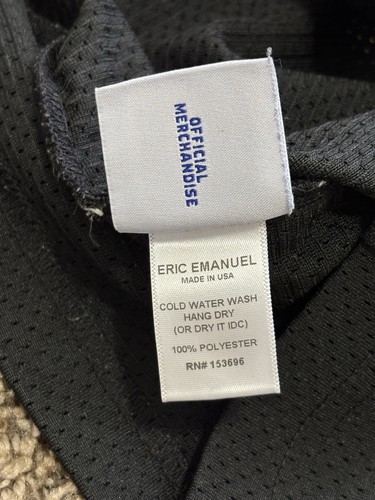 OFFICIAL
MERCHANDISE
ERIC EMANUEL
MADE IN USA
COLD WATER WASH
HANG DRY
(OR DRY IT IDC)
100% POLYESTER
RN# 153696